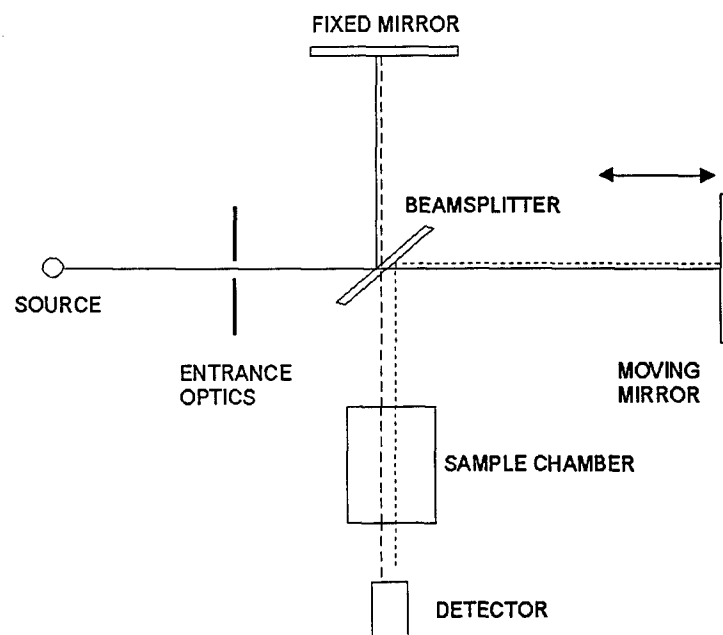 FIXED MIRROR
BEAMSPLITTER
SOURCE
ENTRANCE
OPTICS
MOVING
MIRROR
SAMPLE CHAMBER
DETECTOR